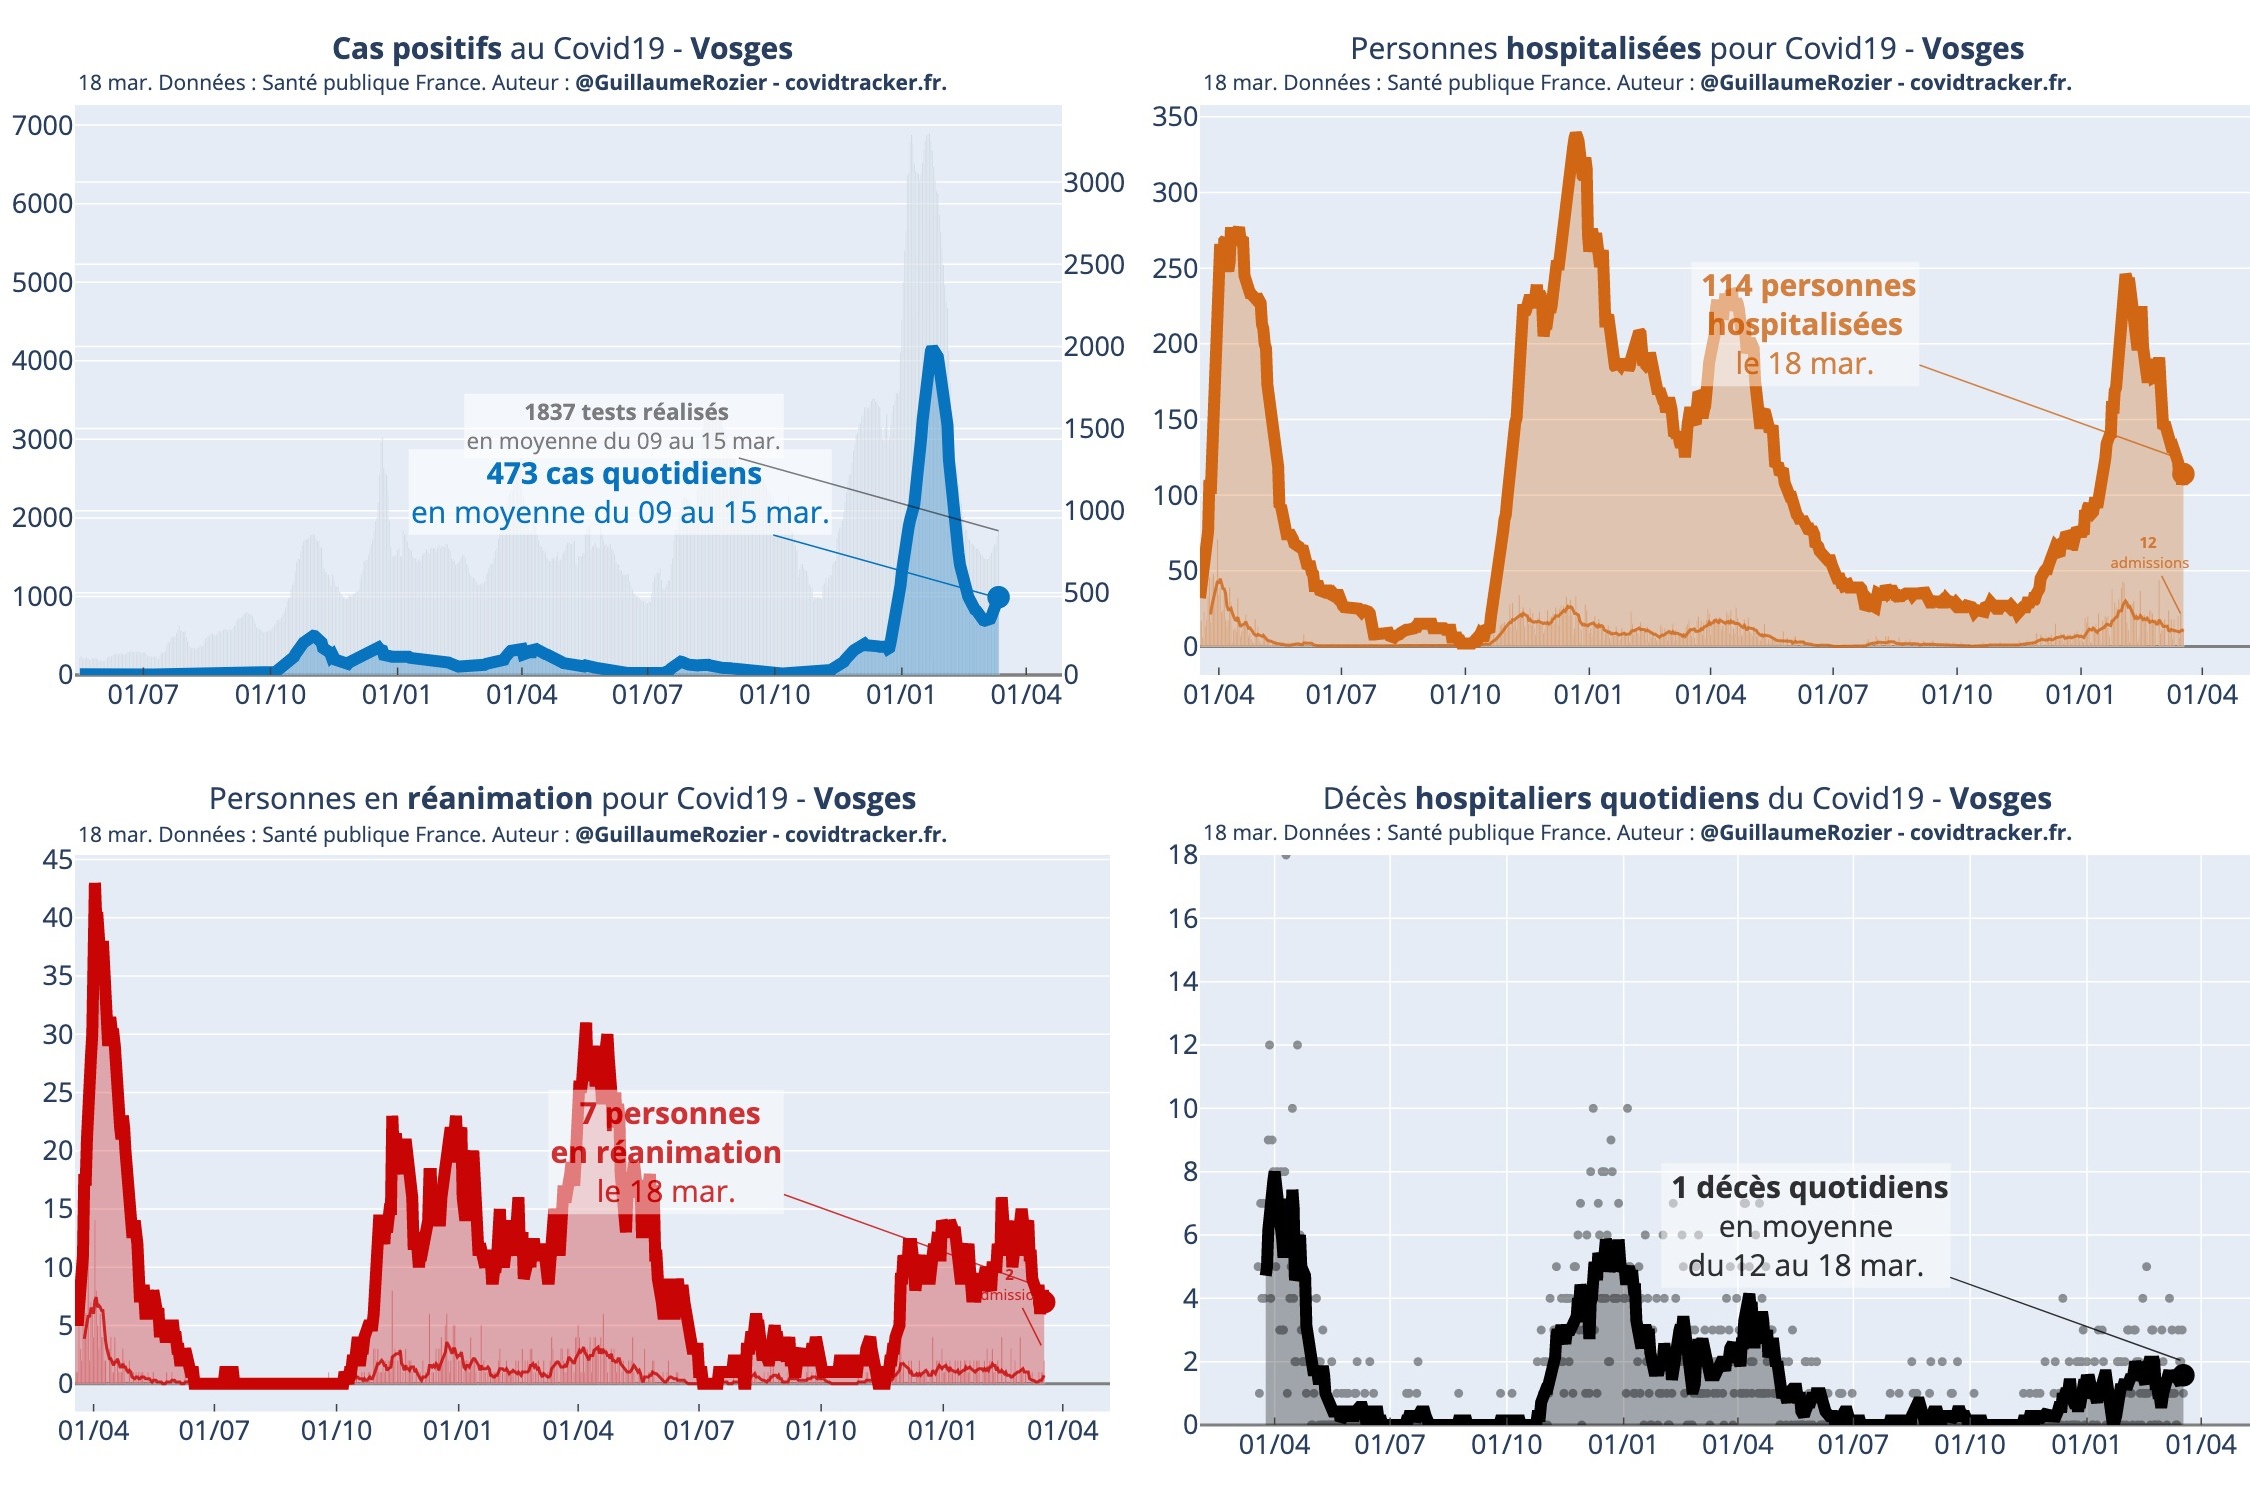 Cas positifs au Covid19 - Vosges
18 mar. Données : Santé publique France. Auteur : @GuillaumeRozier - covidtracker.fr.
7000
6000
5000
4000
3000
2000
1000
0
3000
2500
2000
1500
1000
500
0
1837 tests réalisés
en moyenne du 09 au 15 mar.
473 cas quotidiens
en moyenne du 09 au 15 mar.
01/07 01/10 01/01 01/04 01/07 01/10 01/01 01/04
Personnes hospitalisées pour Covid19 - Vosges
18 mar. Données : Santé publique France. Auteur : @GuillaumeRozier - covidtracker.fr.
350
300
250
200
150
100
50
0
114 personnes
hospitalisées
le 18 mar.
12
admissions
01/04 01/07 01/10 01/01 01/04 01/07 01/10 01/01 01/04
Personnes en réanimation pour Covid19 - Vosges
18 mar. Données : Santé publique France. Auteur : @GuillaumeRozier - covidtracker.fr.
45
40
35
30
25
20
15
10
5
0
7 personnes
en réanimation
le 18 mar.
2
admissions
01/04 01/07 01/10 01/01 01/04 01/07 01/10 01/01 01/04
Décès hospitaliers quotidiens du Covid19 - Vosges
18 mar. Données : Santé publique France. Auteur : @GuillaumeRozier - covidtracker.fr.
18
16
14
12
10
8
6
4
2
0
1 décès quotidiens
en moyenne
du 12 au 18 mar.
01/04 01/07 01/10 01/01 01/04 01/07 01/10 01/01 01/04